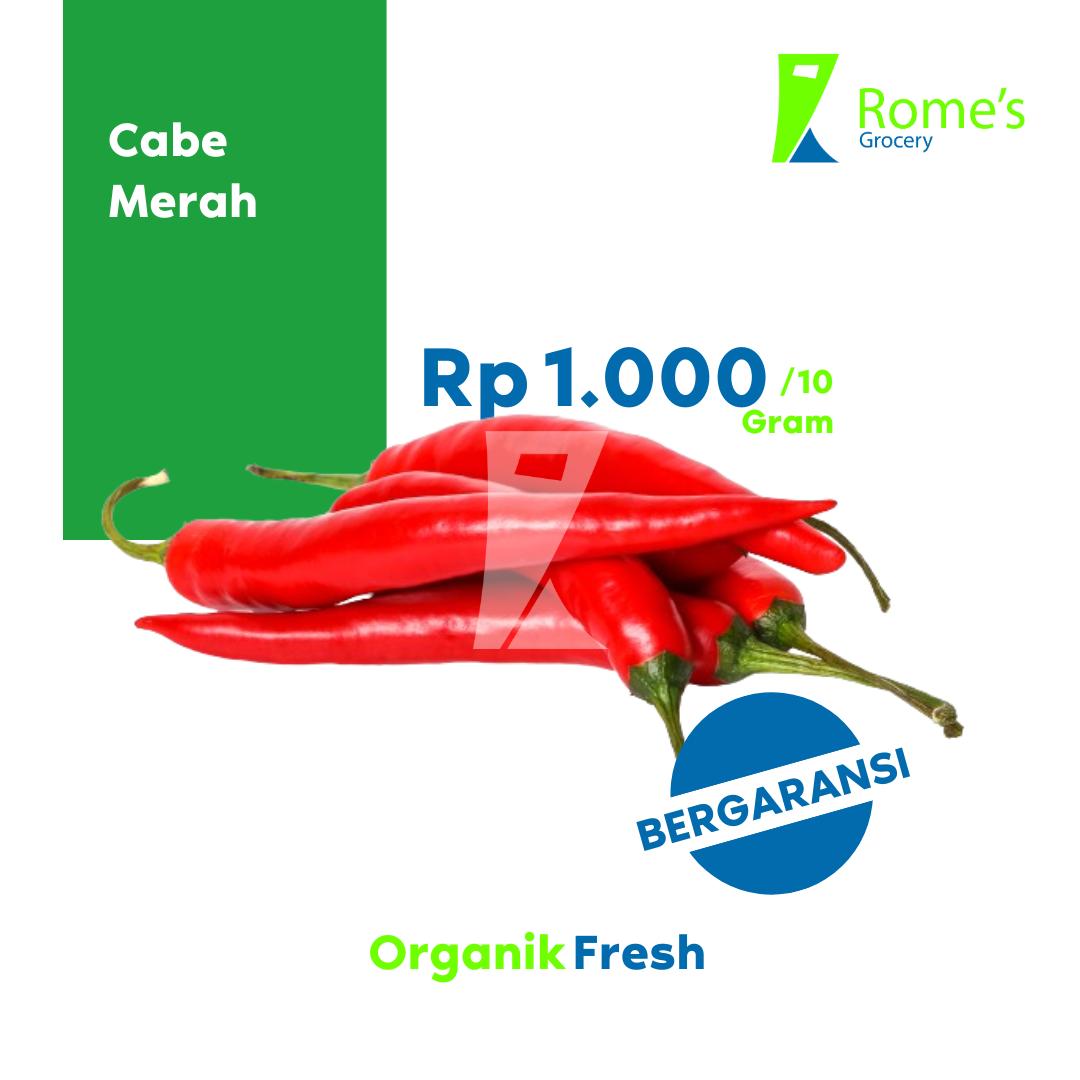 Cabe
Merah
Rome's
Grocery
Rp 1.000 /10
Gram
BERGARANSI
Organik Fresh